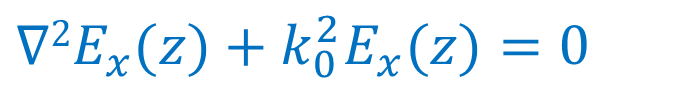 ∇²Eₓ(z) + k₀²Eₓ(z) = 0